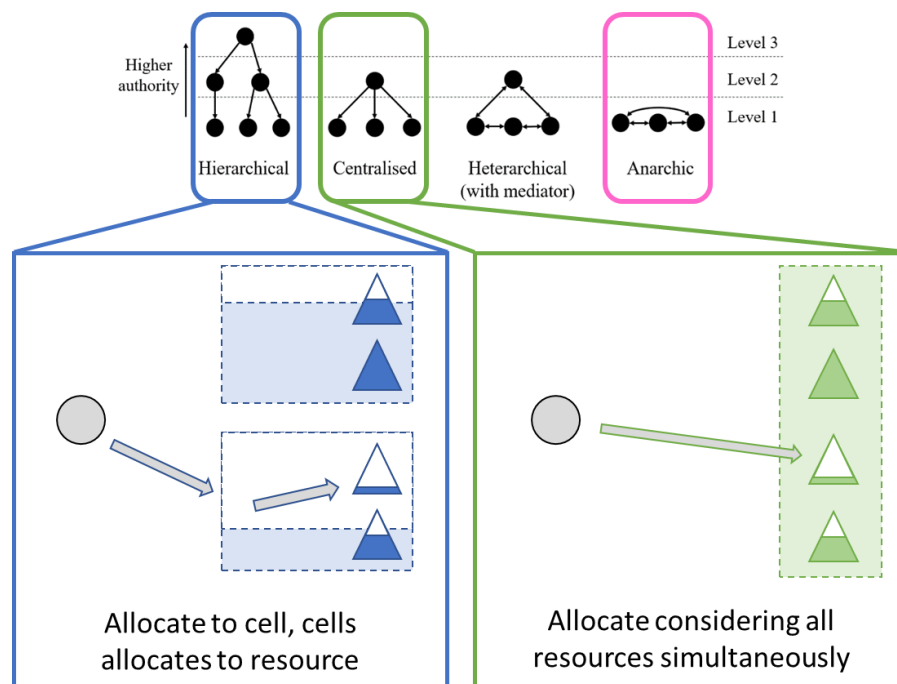 Higher
authority
Level 3
Level 2
Level 1
Hierarchical
Centralised
Heterarchical
(with mediator)
Anarchic
Allocate to cell, cells
allocates to resource
Allocate considering all
resources simultaneously